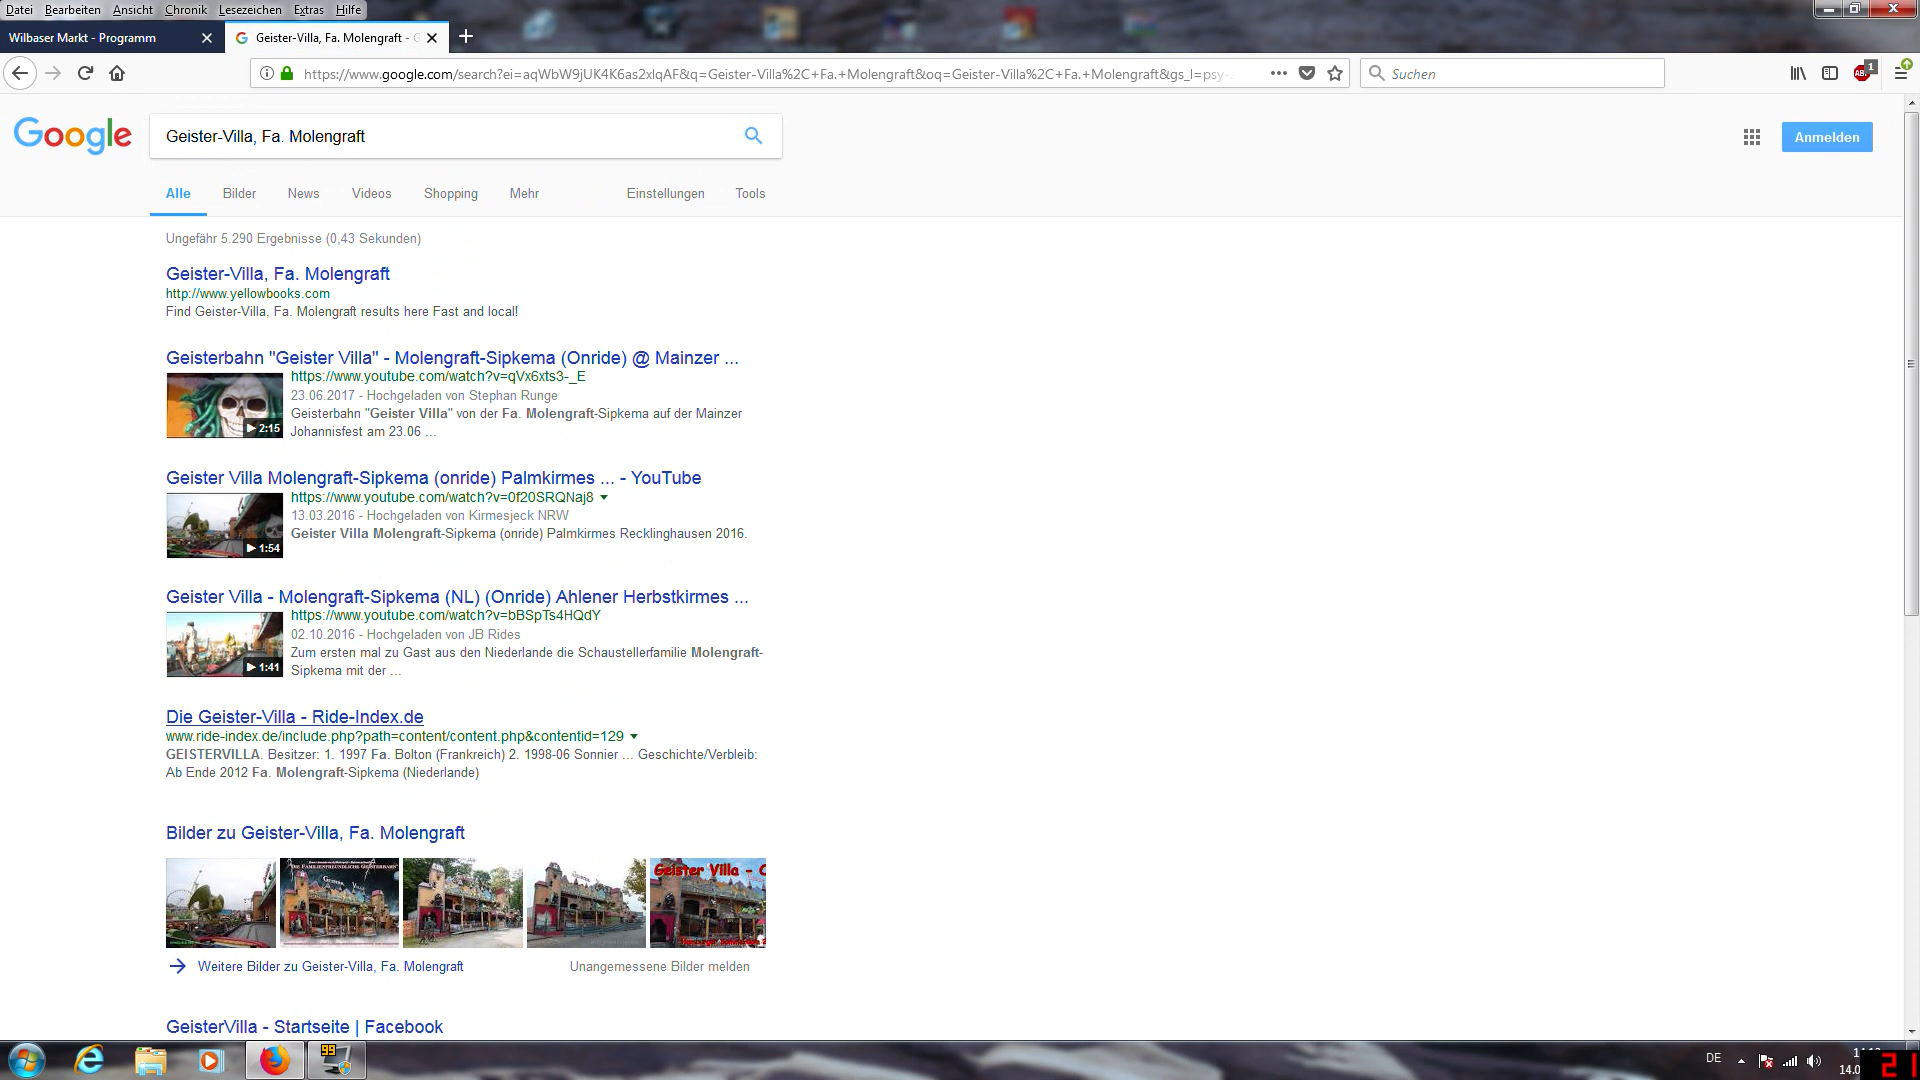 Datei Bearbeiten Ansicht Chronik Lesezeichen Extras Hilfe
Wilbaser Markt - Programm
Geister-Villa, Fa. Molengraft - G
https://www.google.com/search?ei=aqWbW9jUK4K6as2xlqAF&q=Geister-Villa%2C+Fa.+Molengraft&oq=Geister-Villa%2C+Fa.+Molengraft&gs_l=psy-
Suchen
ABP 1
Google
Geister-Villa, Fa. Molengraft
Anmelden
Alle Bilder News Videos Shopping Mehr Einstellungen Tools
Ungefähr 5.290 Ergebnisse (0,43 Sekunden)
Geister-Villa, Fa. Molengraft
http://www.yellowbooks.com
Find Geister-Villa, Fa. Molengraft results here Fast and local!
Geisterbahn "Geister Villa" - Molengraft-Sipkema (Onride) @ Mainzer ...
https://www.youtube.com/watch?v=qVx6xts3-_E
23.06.2017 - Hochgeladen von Stephan Runge
Geisterbahn "Geister Villa" von der Fa. Molengraft-Sipkema auf der Mainzer
2:15
Johannisfest am 23.06 ...
Geister Villa Molengraft-Sipkema (onride) Palmkirmes ... - YouTube
https://www.youtube.com/watch?v=0f20SRQNaj8
13.03.2016 - Hochgeladen von Kirmesjeck NRW
Geister Villa Molengraft-Sipkema (onride) Palmkirmes Recklinghausen 2016.
1:54
Geister Villa - Molengraft-Sipkema (NL) (Onride) Ahlener Herbstkirmes ...
https://www.youtube.com/watch?v=bBSpTs4HQdY
02.10.2016 - Hochgeladen von JB Rides
Zum ersten mal zu Gast aus den Niederlande die Schaustellerfamilie Molengraft-
1:41
Sipkema mit der ...
Die Geister-Villa - Ride-Index.de
www.ride-index.de/include.php?path=content/content.php&contentid=129
GEISTERVILLA. Besitzer: 1. 1997 Fa. Bolton (Frankreich) 2. 1998-06 Sonnier ... Geschichte/Verbleib:
Ab Ende 2012 Fa. Molengraft-Sipkema (Niederlande)
Bilder zu Geister-Villa, Fa. Molengraft
Die Familienfreundliche Geisterbahn
Geister Villa
Geister Villa - G
Weitere Bilder zu Geister-Villa, Fa. Molengraft
Unangemessene Bilder melden
GeisterVilla - Startseite | Facebook
99
DE
14.0
21